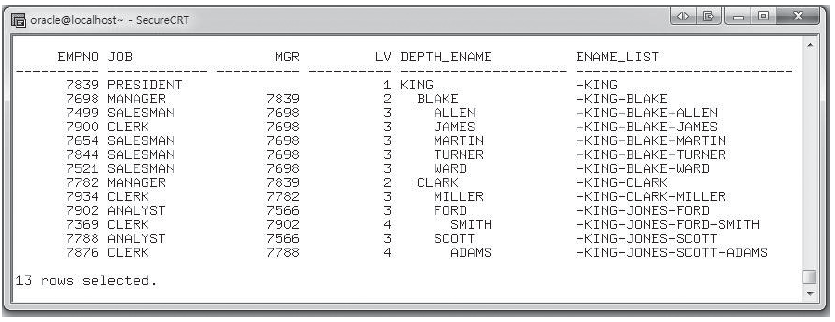 oracle@localhost~ - SecureCRT
EMPNO JOB MGR LV DEPTH_ENAME ENAME_LIST
---------- --------- ---------- ---------- -------------------- -------------------------
7839 PRESIDENT 1 KING -KING
7698 MANAGER 7839 2 BLAKE -KING-BLAKE
7499 SALESMAN 7698 3 ALLEN -KING-BLAKE-ALLEN
7900 CLERK 7698 3 JAMES -KING-BLAKE-JAMES
7654 SALESMAN 7698 3 MARTIN -KING-BLAKE-MARTIN
7844 SALESMAN 7698 3 TURNER -KING-BLAKE-TURNER
7521 SALESMAN 7698 3 WARD -KING-BLAKE-WARD
7782 MANAGER 7839 2 CLARK -KING-CLARK
7934 CLERK 7782 3 MILLER -KING-CLARK-MILLER
7902 ANALYST 7566 3 FORD -KING-JONES-FORD
7369 CLERK 7902 4 SMITH -KING-JONES-FORD-SMITH
7788 ANALYST 7566 3 SCOTT -KING-JONES-SCOTT
7876 CLERK 7788 4 ADAMS -KING-JONES-SCOTT-ADAMS
13 rows selected.